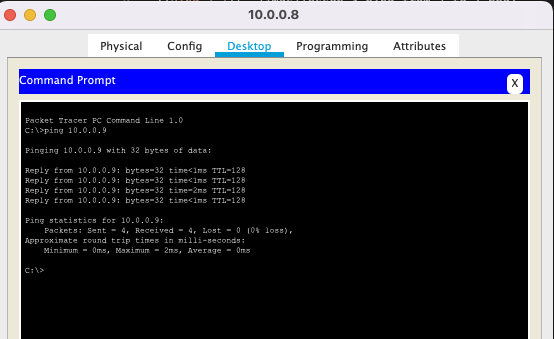 10.0.0.8
Physical Config Desktop Programming Attributes
Command Prompt
X
Packet Tracer PC Command Line 1.0
C:\>ping 10.0.0.9
Pinging 10.0.0.9 with 32 bytes of data:
Reply from 10.0.0.9: bytes=32 time<1ms TTL=128
Reply from 10.0.0.9: bytes=32 time<1ms TTL=128
Reply from 10.0.0.9: bytes=32 time=2ms TTL=128
Reply from 10.0.0.9: bytes=32 time<1ms TTL=128
Ping statistics for 10.0.0.9:
Packets: Sent = 4, Received = 4, Lost = 0 (0% loss),
Approximate round trip times in milli-seconds:
Minimum = 0ms, Maximum = 2ms, Average = 0ms
C:\>